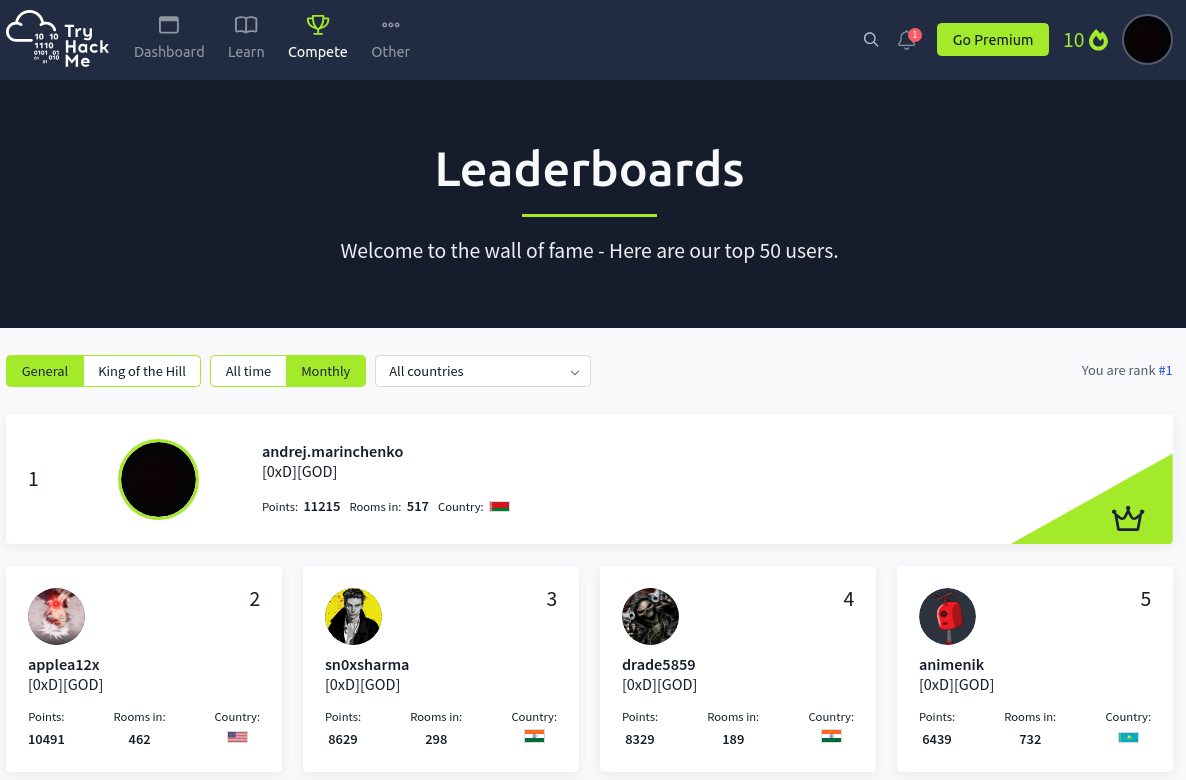 Try Hack Me
10 10
1110
0101 01
01 010
Dashboard Learn Compete Other
1
Go Premium
10
Leaderboards
Welcome to the wall of fame - Here are our top 50 users.
General King of the Hill All time Monthly All countries You are rank #1
1
andrej.marinchenko
[0xD][GOD]
Points: 11215 Rooms in: 517 Country:
2
applea12x
[0xD][GOD]
Points: Rooms in: Country:
10491 462
3
sn0xsharma
[0xD][GOD]
Points: Rooms in: Country:
8629 298
4
drade5859
[0xD][GOD]
Points: Rooms in: Country:
8329 189
5
animenik
[0xD][GOD]
Points: Rooms in: Country:
6439 732